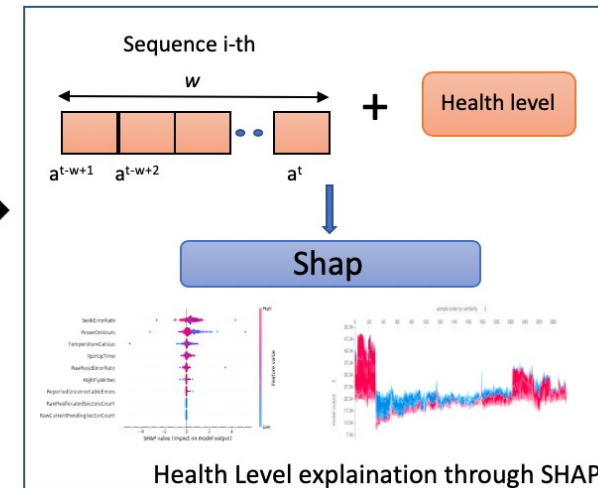 Sequence i-th
w
+
Health level
a^t-w+1 a^t-w+2 a^t
Shap
High
SeekErrorRate
PowerOnHours
TemperatureCelsius
SpinUpTime
RawReadErrorRate
HighFlyWrites
ReportedUncorrectableErrors
RawReallocatedSectorsCount
RawCurrentPendingSectorCount
Feature value
Low
SHAP value (impact on model output)
Health Level explaination through SHAP